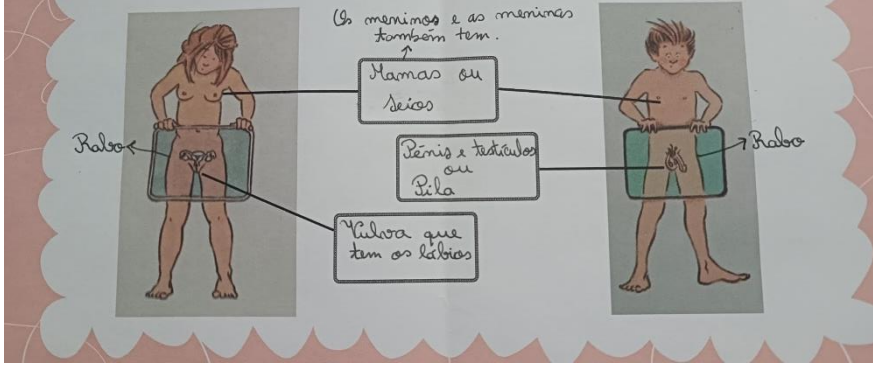 Os meninos e as meninas
também tem.
Mamas ou
Seios
Rabo
Pénis e testículos
ou
Pila
Rabo
Vulva que
tem os lábios